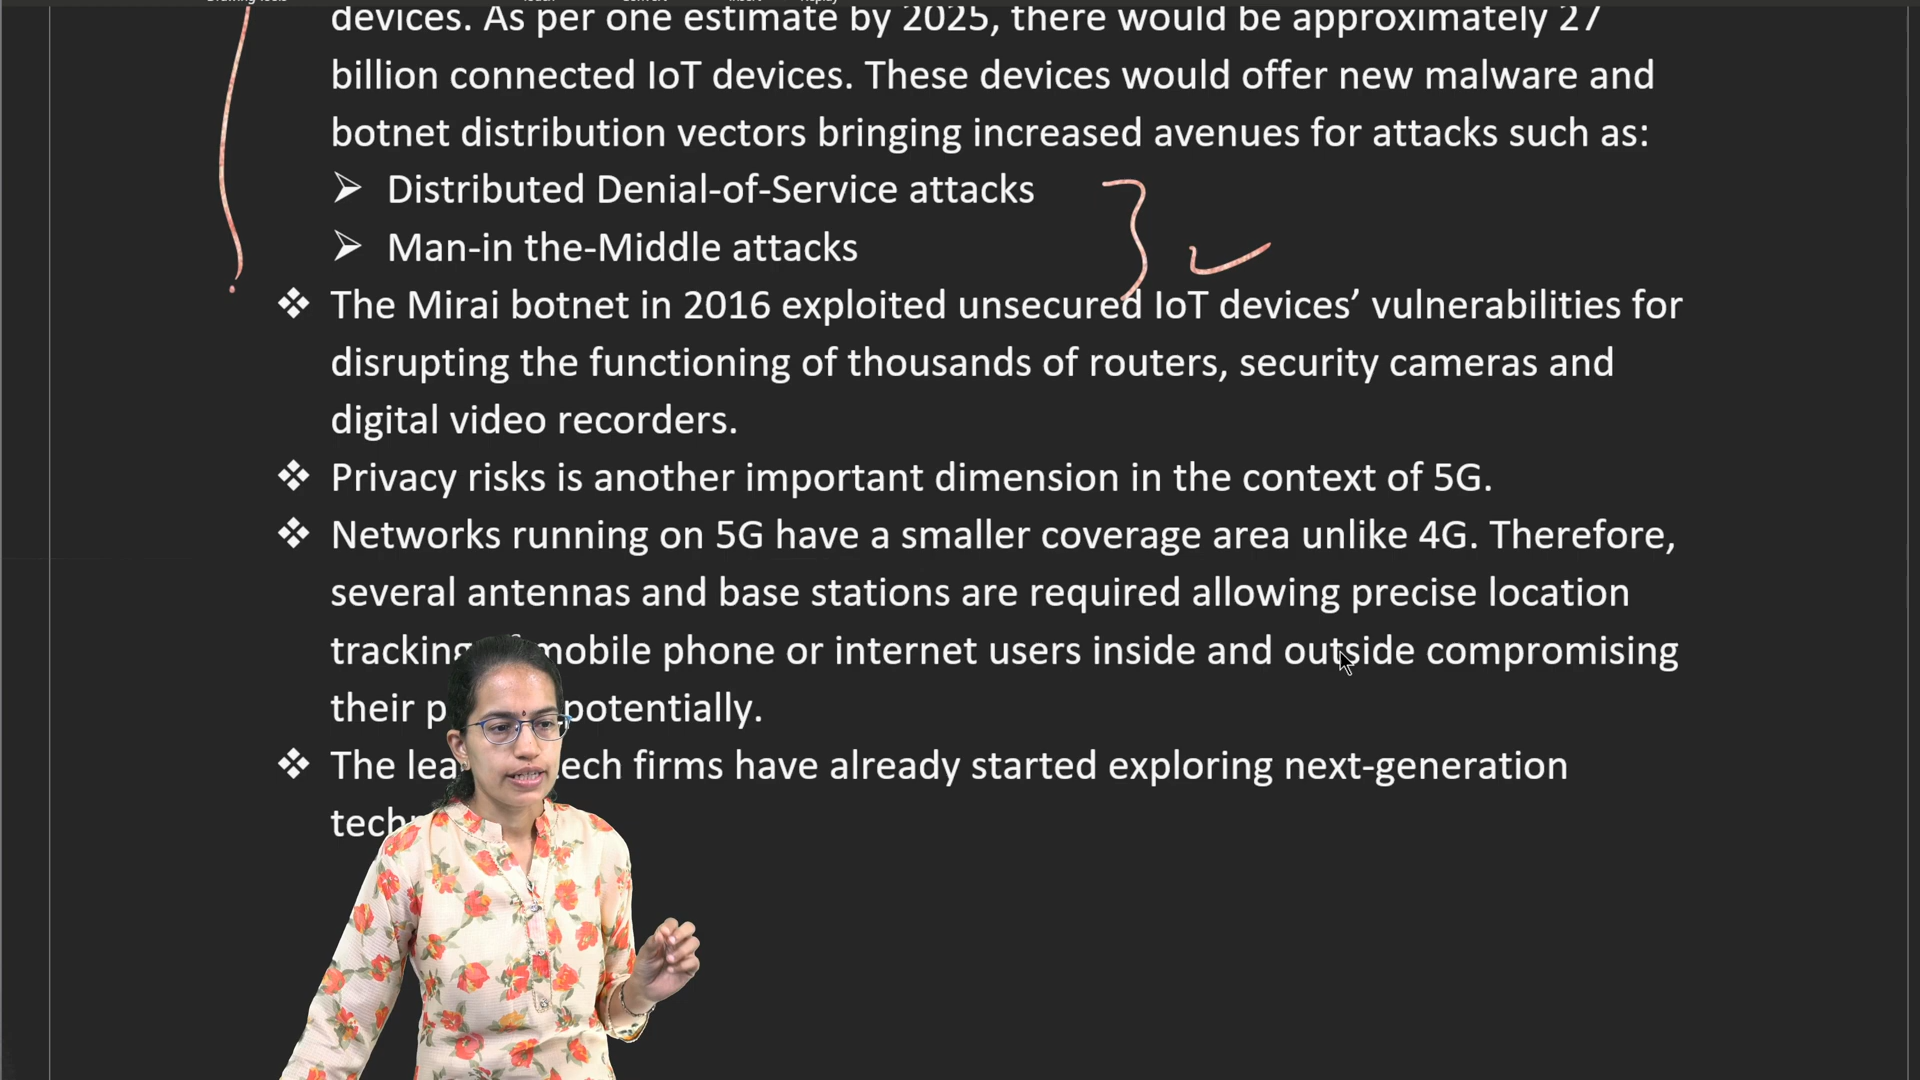 devices. As per one estimate by 2025, there would be approximately 27
billion connected IoT devices. These devices would offer new malware and
botnet distribution vectors bringing increased avenues for attacks such as:
Distributed Denial-of-Service attacks
Man-in the-Middle attacks
The Mirai botnet in 2016 exploited unsecured IoT devices’ vulnerabilities for
disrupting the functioning of thousands of routers, security cameras and
digital video recorders.
Privacy risks is another important dimension in the context of 5G.
Networks running on 5G have a smaller coverage area unlike 4G. Therefore,
several antennas and base stations are required allowing precise location
tracking mobile phone or internet users inside and outside compromising
their potentially.
The firms have already started exploring next-generation